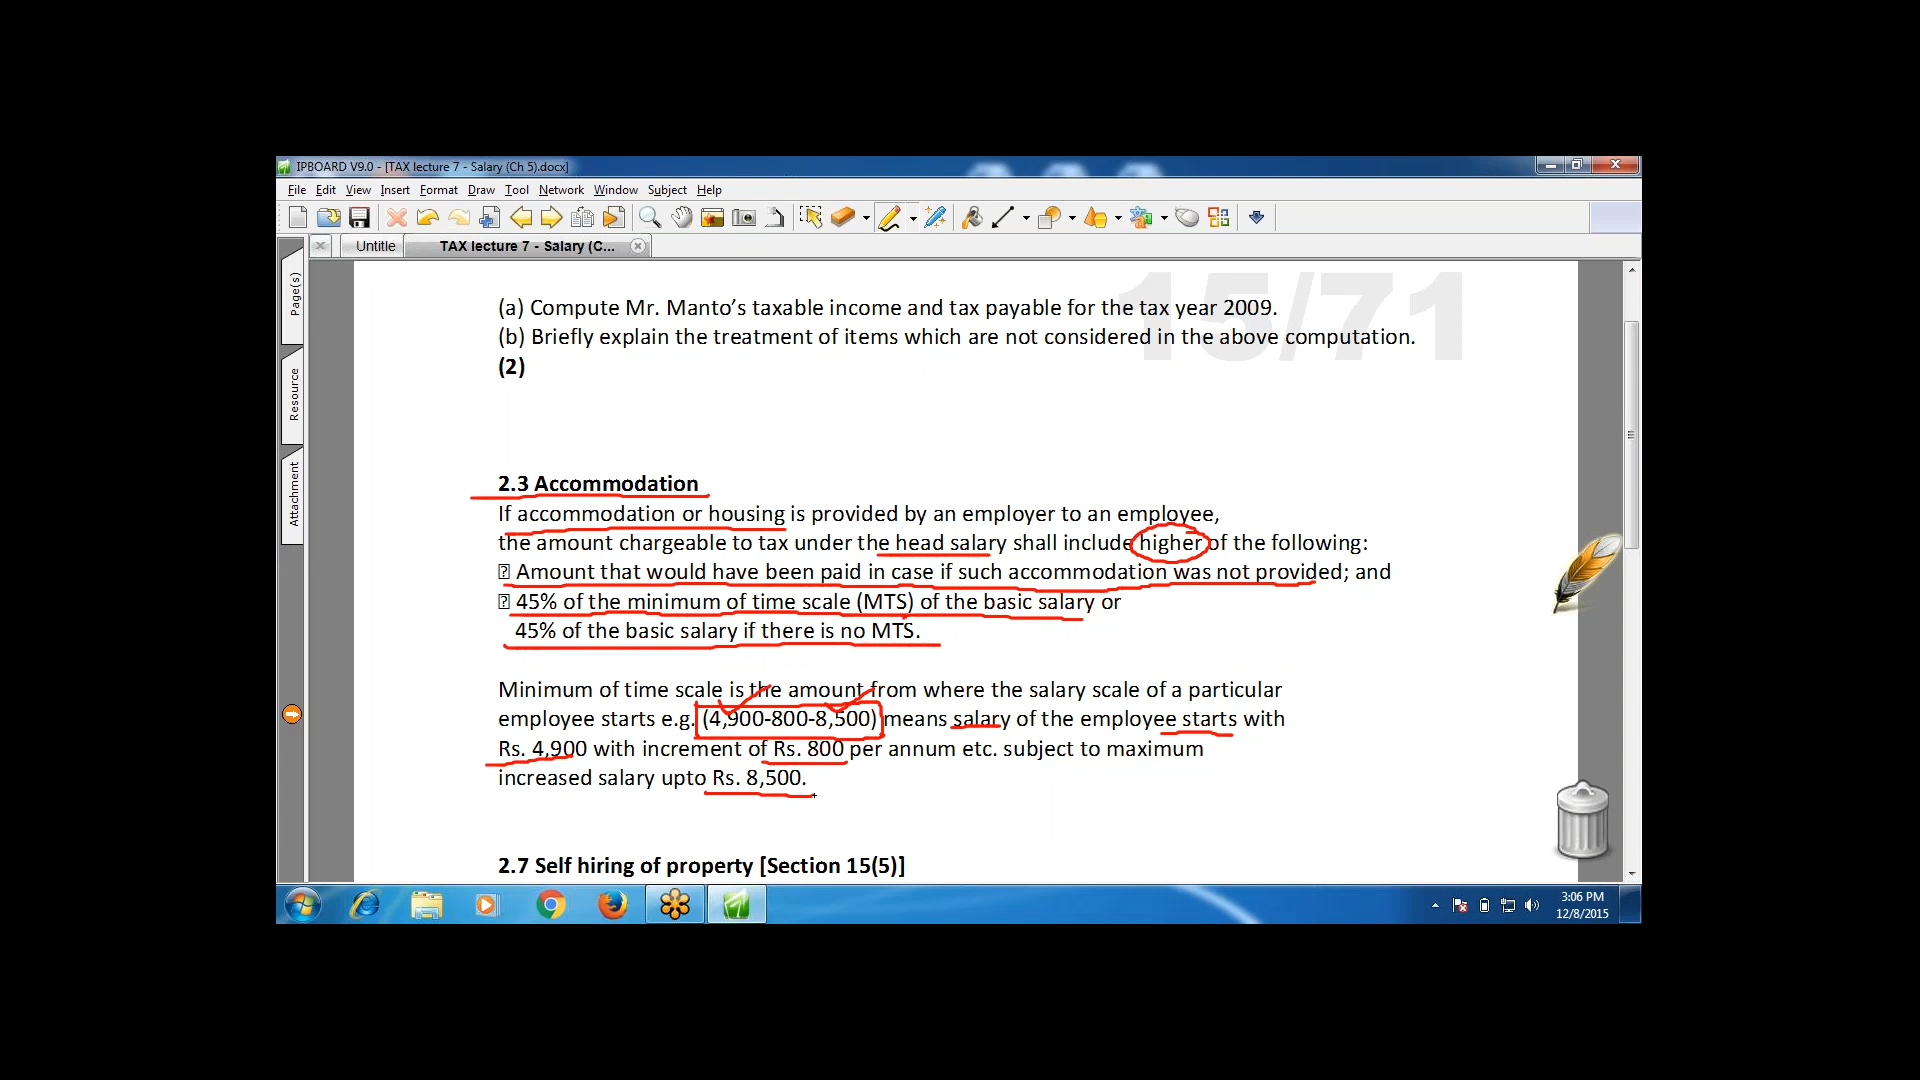 IPBOARD V9.0 - [TAX lecture 7 - Salary (Ch 5).docx]
File Edit View Insert Format Draw Tool Network Window Subject Help
Untitle TAX lecture 7 - Salary (C...
Page(s)
Resource
Attachment
15/71
(a) Compute Mr. Manto’s taxable income and tax payable for the tax year 2009.
(b) Briefly explain the treatment of items which are not considered in the above computation.
(2)
2.3 Accommodation
If accommodation or housing is provided by an employer to an employee,
the amount chargeable to tax under the head salary shall include higher of the following:
Amount that would have been paid in case if such accommodation was not provided; and
45% of the minimum of time scale (MTS) of the basic salary or
45% of the basic salary if there is no MTS.
Minimum of time scale is the amount from where the salary scale of a particular
employee starts e.g. (4,900-800-8,500) means salary of the employee starts with
Rs. 4,900 with increment of Rs. 800 per annum etc. subject to maximum
increased salary upto Rs. 8,500.
2.7 Self hiring of property [Section 15(5)]
3:06 PM
12/8/2015